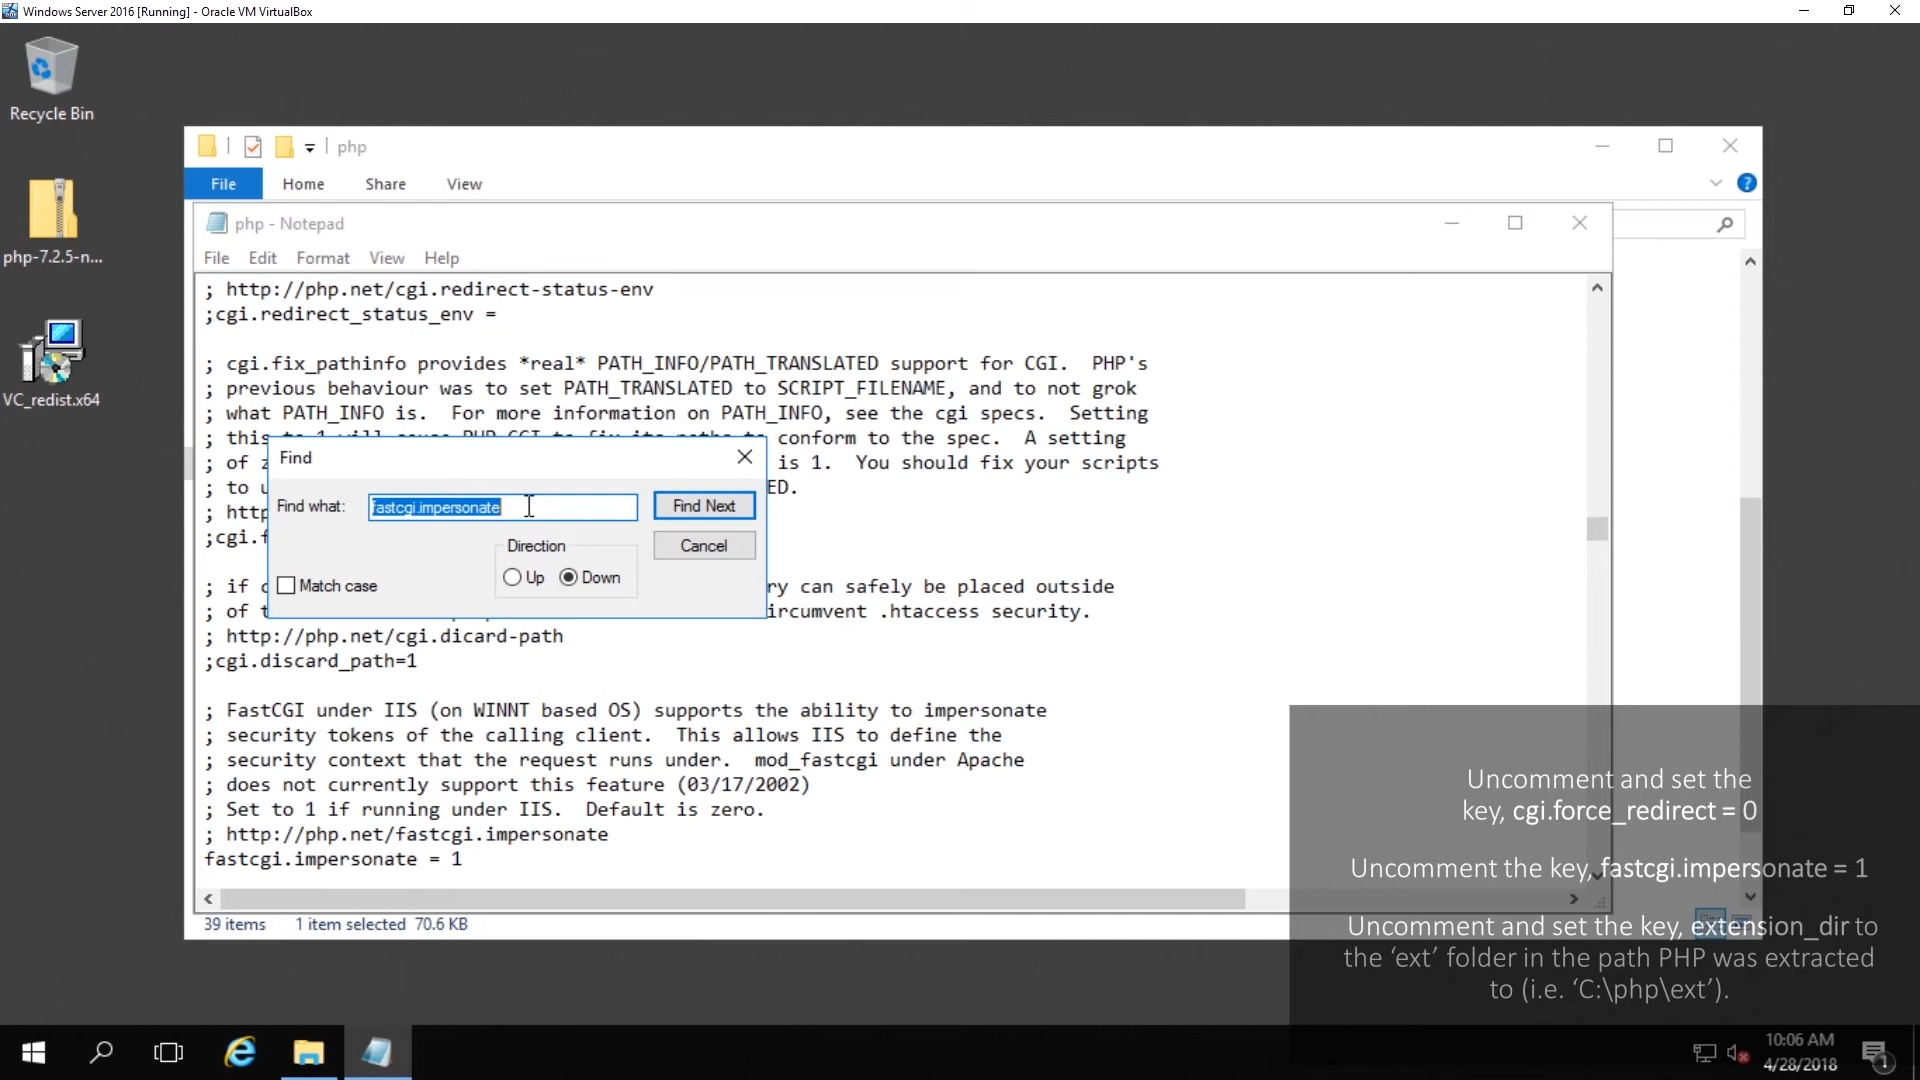 Windows Server 2016 [Running] - Oracle VM VirtualBox
Recycle Bin
php-7.2.5-n...
VC_redist.x64
php
File Home Share View
php - Notepad
File Edit Format View Help
; http://php.net/cgi.redirect-status-env
;cgi.redirect_status_env =
; cgi.fix_pathinfo provides *real* PATH_INFO/PATH_TRANSLATED support for CGI.  PHP's
; previous behaviour was to set PATH_TRANSLATED to SCRIPT_FILENAME, and to not grok
; what PATH_INFO is.  For more information on PATH_INFO, see the cgi specs.  Setting
; this to 1 will cause PHP CGI to fix its paths to conform to the spec.  A setting
; of is 1.  You should fix your scripts
; to ED.
; http
;cgi.f
; if ry can safely be placed outside
; of ircumvent .htaccess security.
; http://php.net/cgi.dicard-path
;cgi.discard_path=1
; FastCGI under IIS (on WINNT based OS) supports the ability to impersonate
; security tokens of the calling client.  This allows IIS to define the
; security context that the request runs under.  mod_fastcgi under Apache
; does not currently support this feature (03/17/2002)
; Set to 1 if running under IIS.  Default is zero.
; http://php.net/fastcgi.impersonate
fastcgi.impersonate = 1
Find
Find what: fastcgi.impersonate Find Next
Direction Cancel
Up Down
Match case
39 items 1 item selected 70.6 KB
Uncomment and set the
key, cgi.force_redirect = 0
Uncomment the key, fastcgi.impersonate = 1
Uncomment and set the key, extension_dir to
the ‘ext’ folder in the path PHP was extracted
to (i.e. ‘C:\php\ext’).
10:06 AM
4/28/2018
1